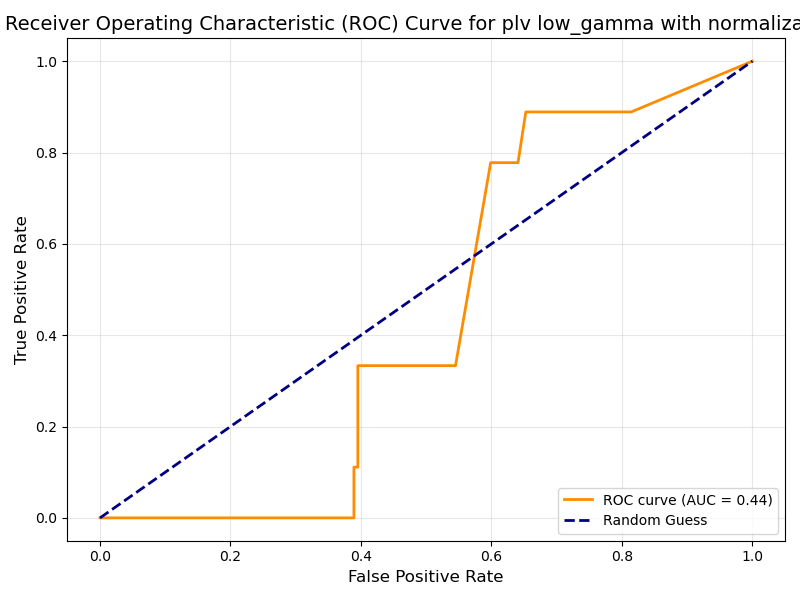 Receiver Operating Characteristic (ROC) Curve for plv low_gamma with
1.0
0.8
0.6
0.4
0.2
0.0
True Positive Rate
0.0 0.2 0.4 0.6 0.8 1.0
False Positive Rate
ROC curve (AUC = 0.44)
Random Guess